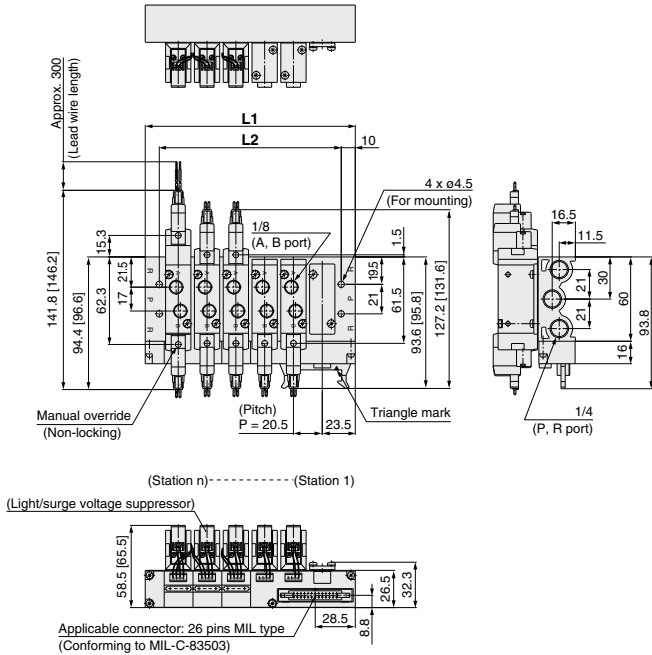 Approx. 300
(Lead wire length)
L1
L2
10
4 x ø4.5
(For mounting)
1/8
(A, B port)
16.5
11.5
15.3
21.5
17
62.3
94.4 [96.6]
141.8 [146.2]
1.5
19.5
21
61.5
93.6 [95.8]
127.2 [131.6]
21
21
30
60
16
93.8
R
P
R
R
P
R
Manual override
(Non-locking)
(Pitch)
P = 20.5
23.5
Triangle mark
1/4
(P, R port)
(Station n)
(Station 1)
(Light/surge voltage suppressor)
58.5 [65.5]
26.5
32.3
28.5
8.8
Applicable connector: 26 pins MIL type
(Conforming to MIL-C-83503)